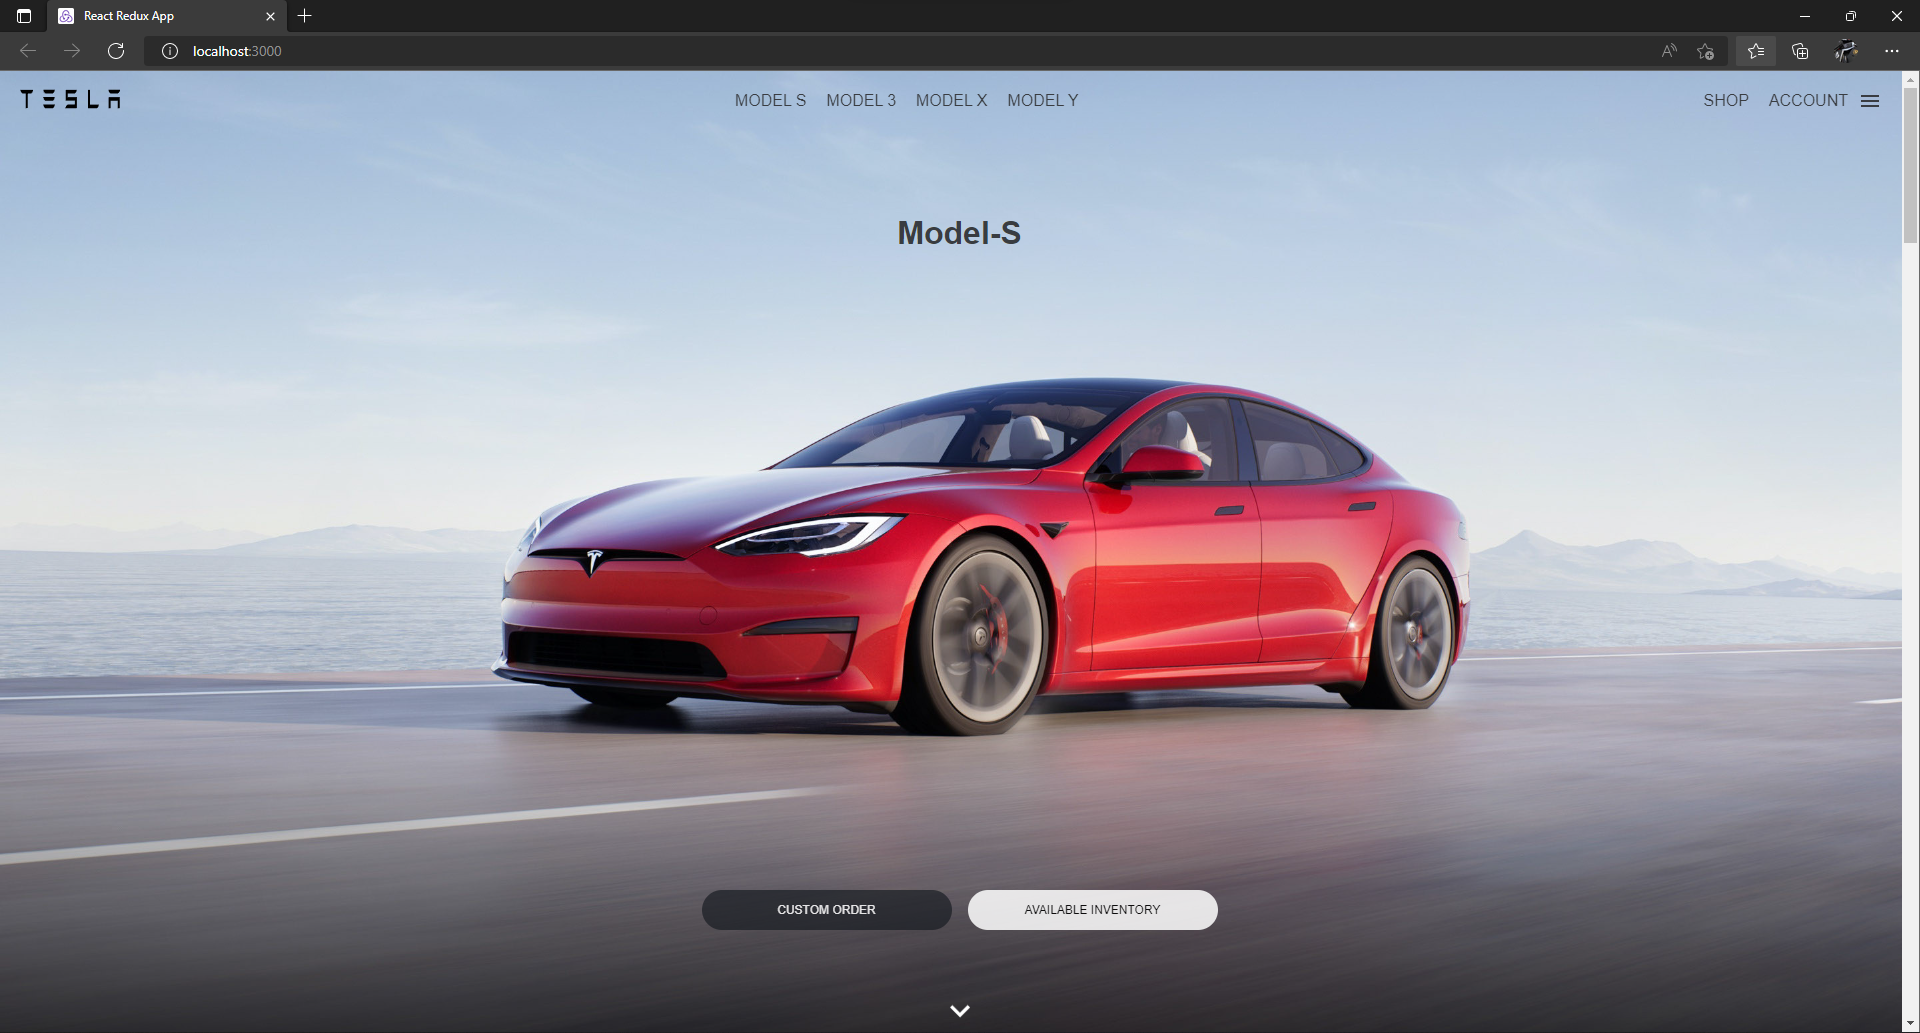 React Redux App
localhost:3000
TESLA
MODEL S MODEL 3 MODEL X MODEL Y
SHOP ACCOUNT
Model-S
CUSTOM ORDER
AVAILABLE INVENTORY